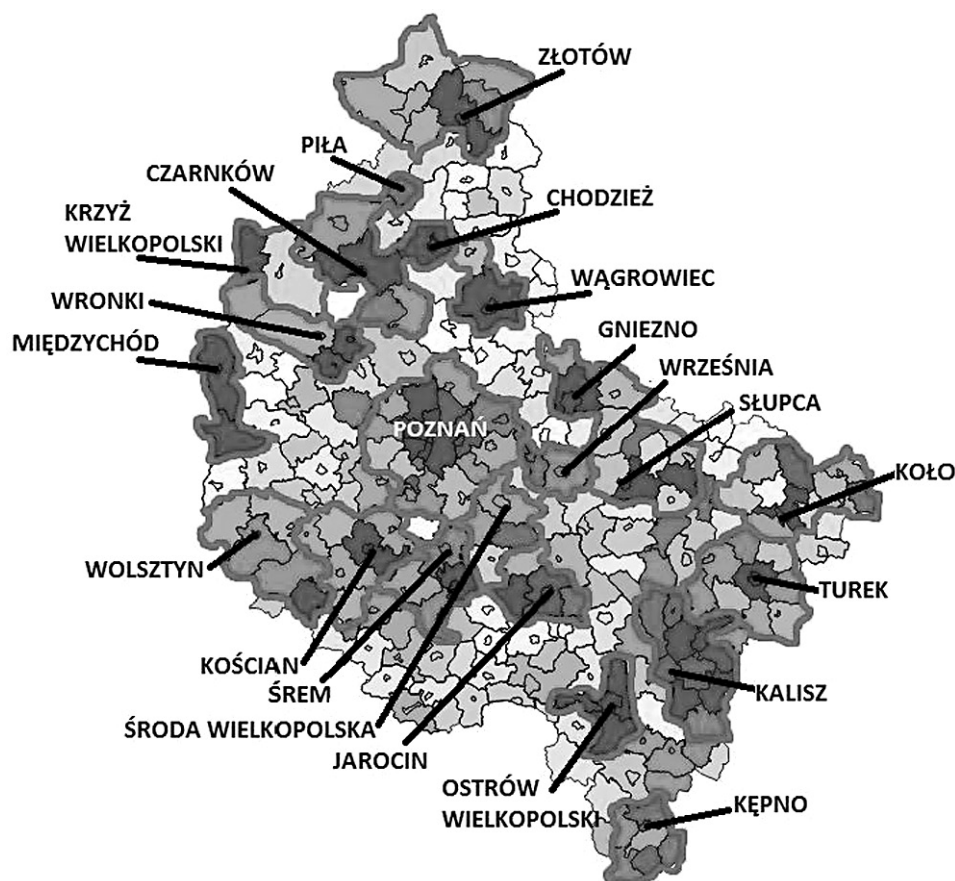 ZŁOTÓW
PIŁA
CZARNKÓW
CHODZIEŻ
KRZYŻ
WIELKOPOLSKI
WĄGROWIEC
WRONKI
GNIEZNO
MIĘDZYCHÓD
WRZEŚNIA
SŁUPCA
POZNAŃ
KOŁO
WOLSZTYN
TUREK
KOŚCIAN
ŚREM
KALISZ
ŚRODA WIELKOPOLSKA
JAROCIN
OSTRÓW
WIELKOPOLSKI
KĘPNO